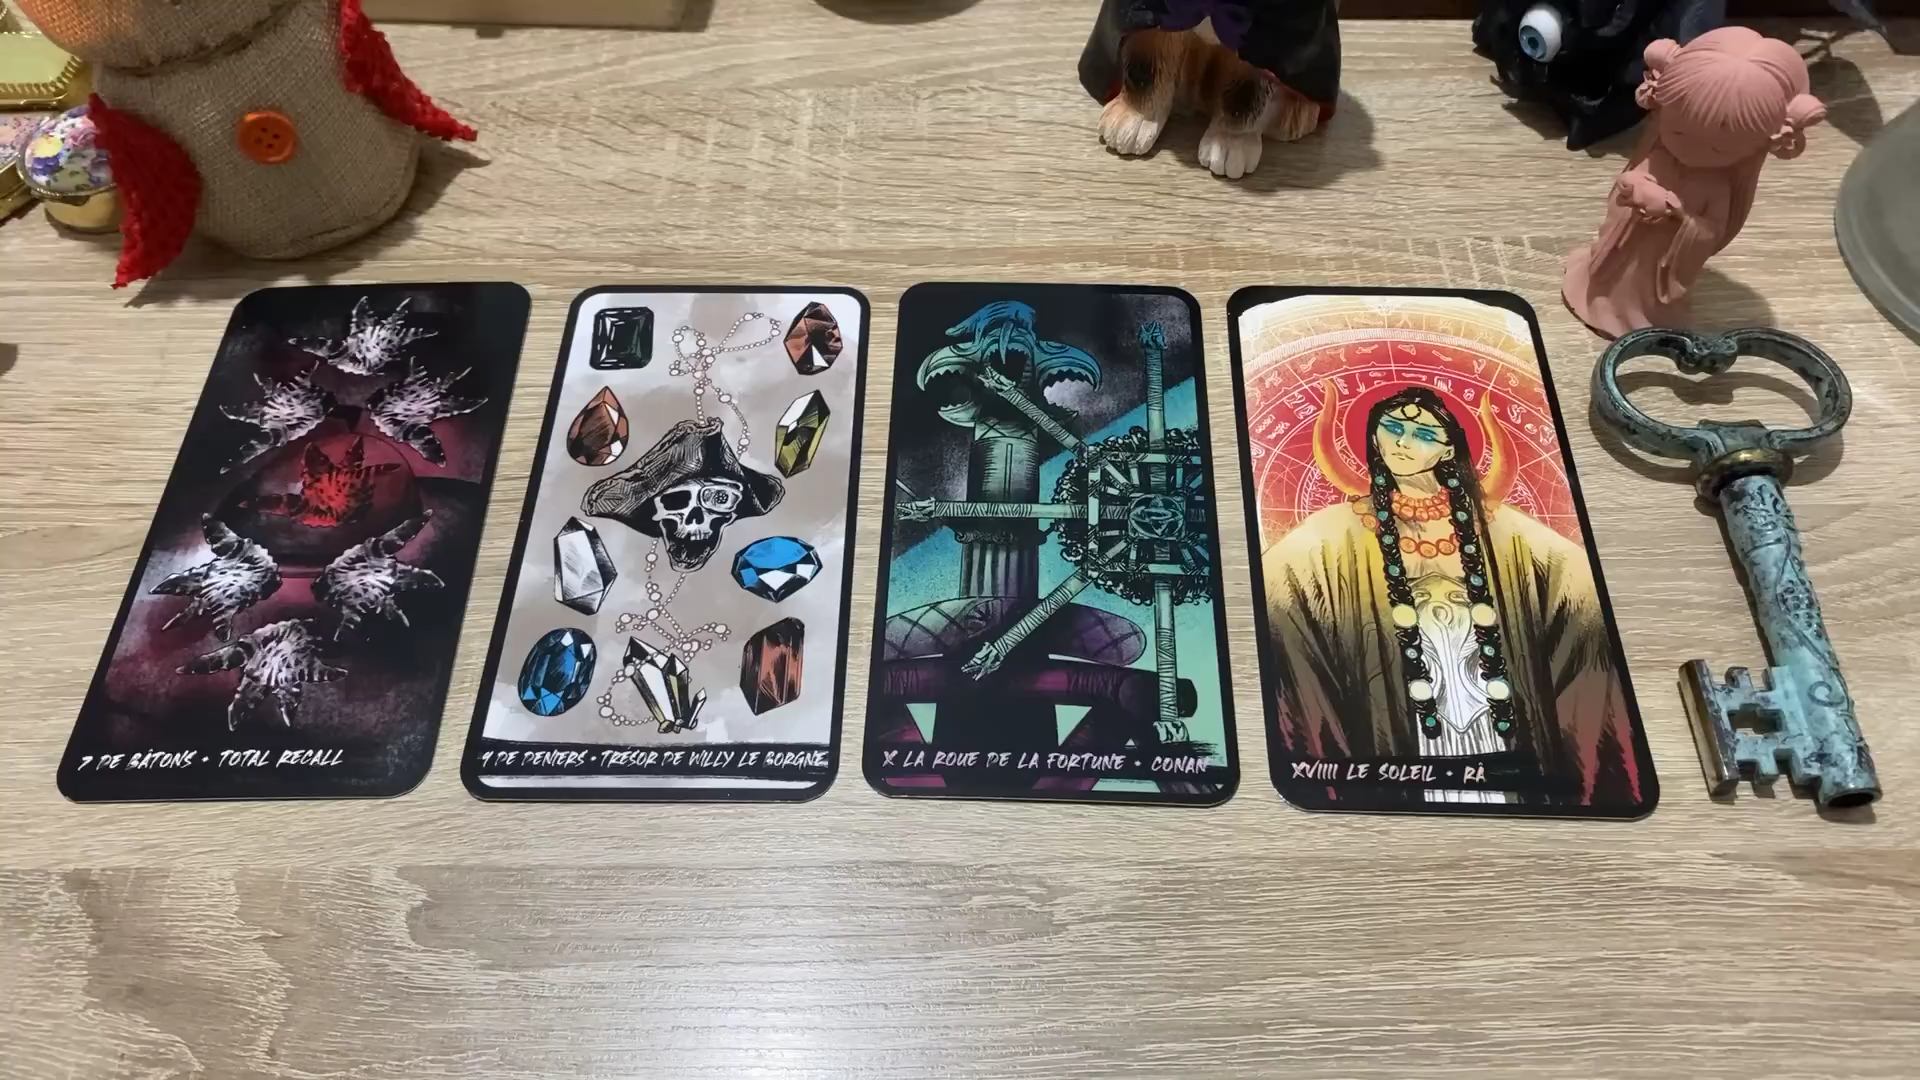 7 DE BÂTONS • TOTAL RECALL
9 DE DENIERS • TRÉSOR DE WILLY LE BORGNE
X LA ROUE DE LA FORTUNE • CONAN
XVIIII LE SOLEIL • RÂ